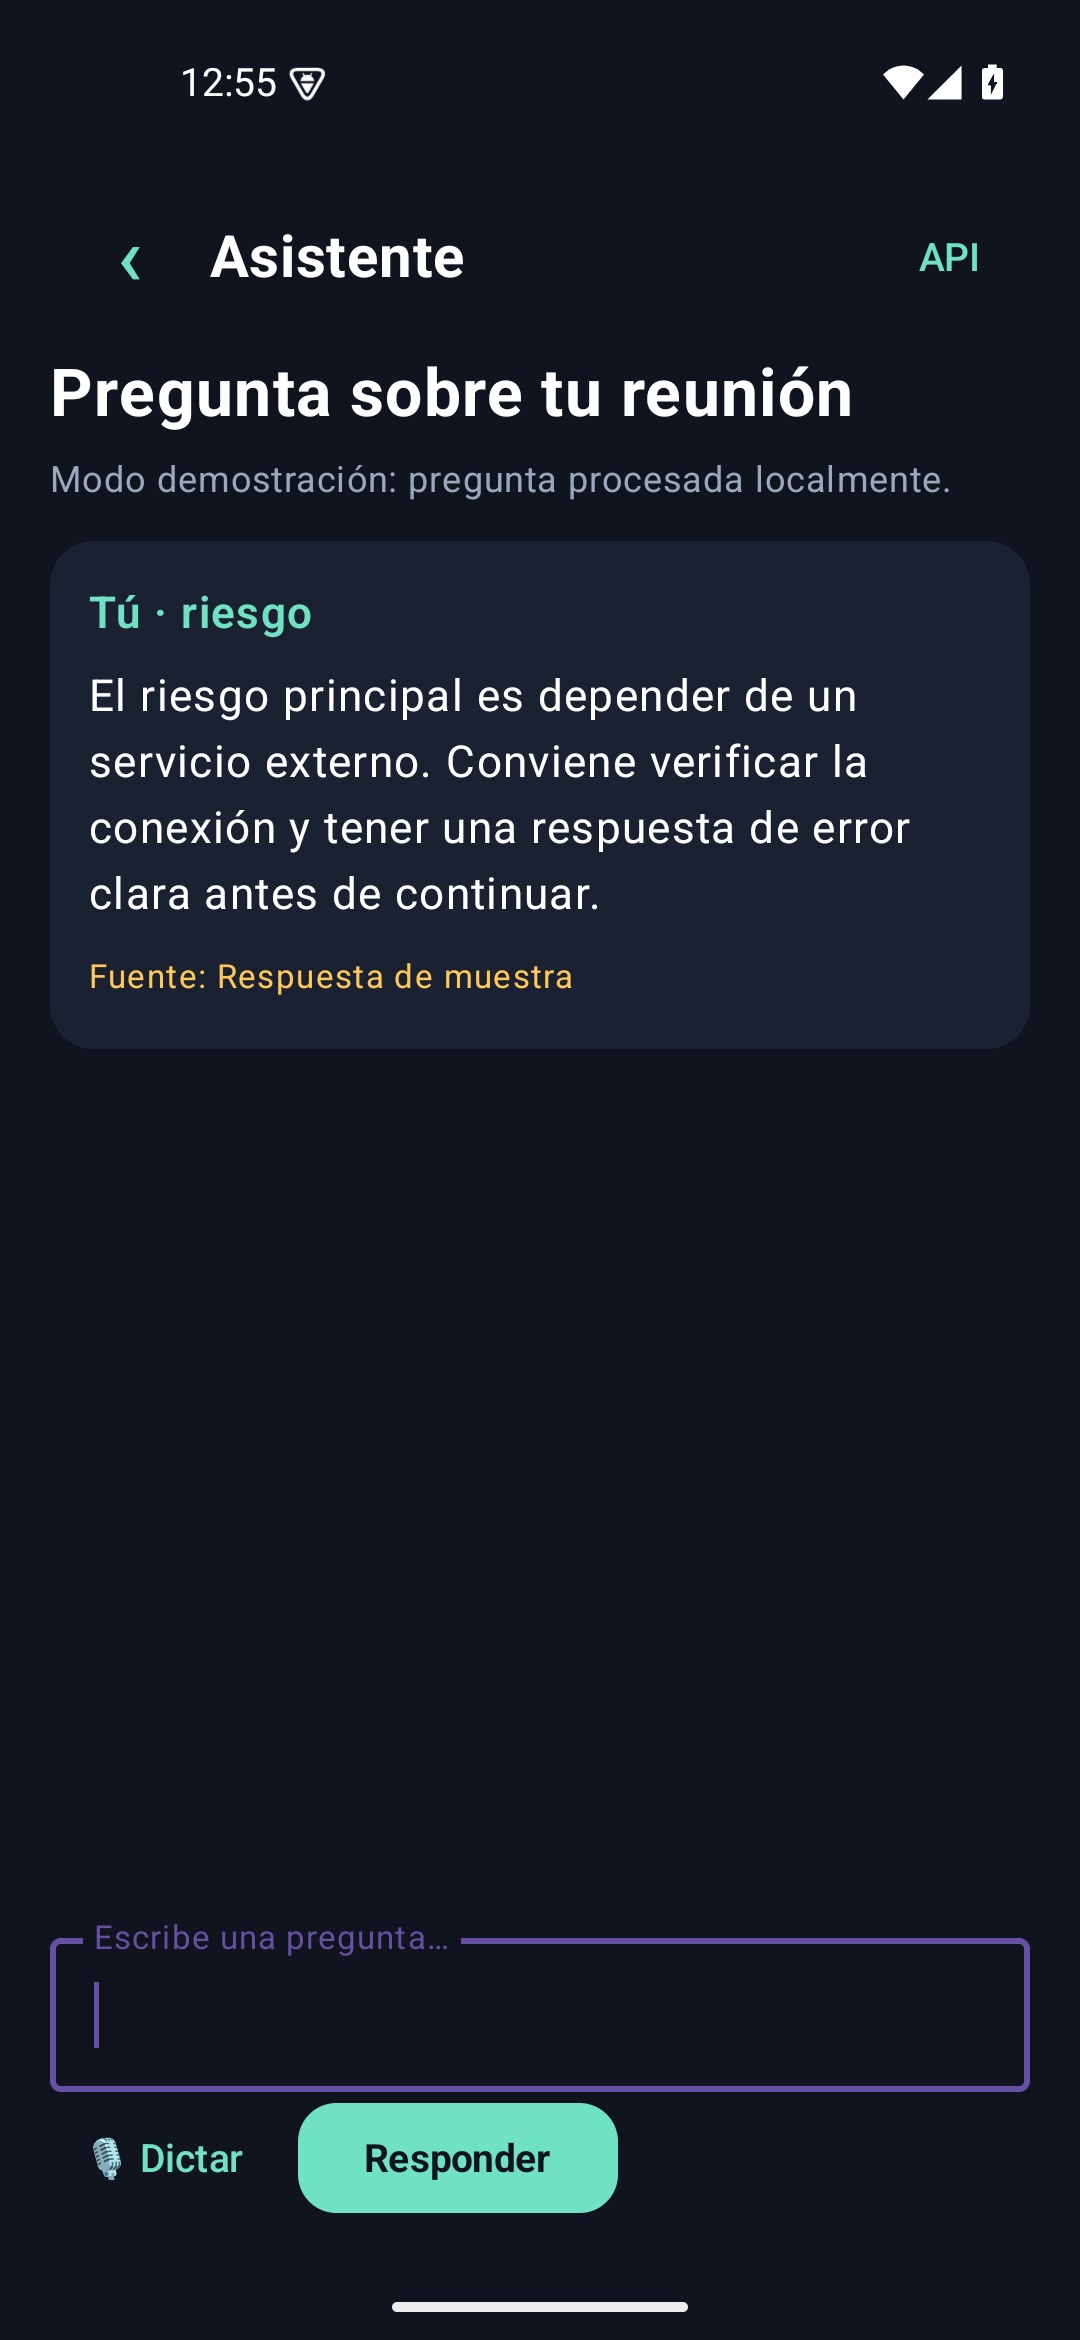 12:55
‹ Asistente API
Pregunta sobre tu reunión
Modo demostración: pregunta procesada localmente.
Tú · riesgo
El riesgo principal es depender de un
servicio externo. Conviene verificar la
conexión y tener una respuesta de error
clara antes de continuar.
Fuente: Respuesta de muestra
Escribe una pregunta...
Dictar Responder